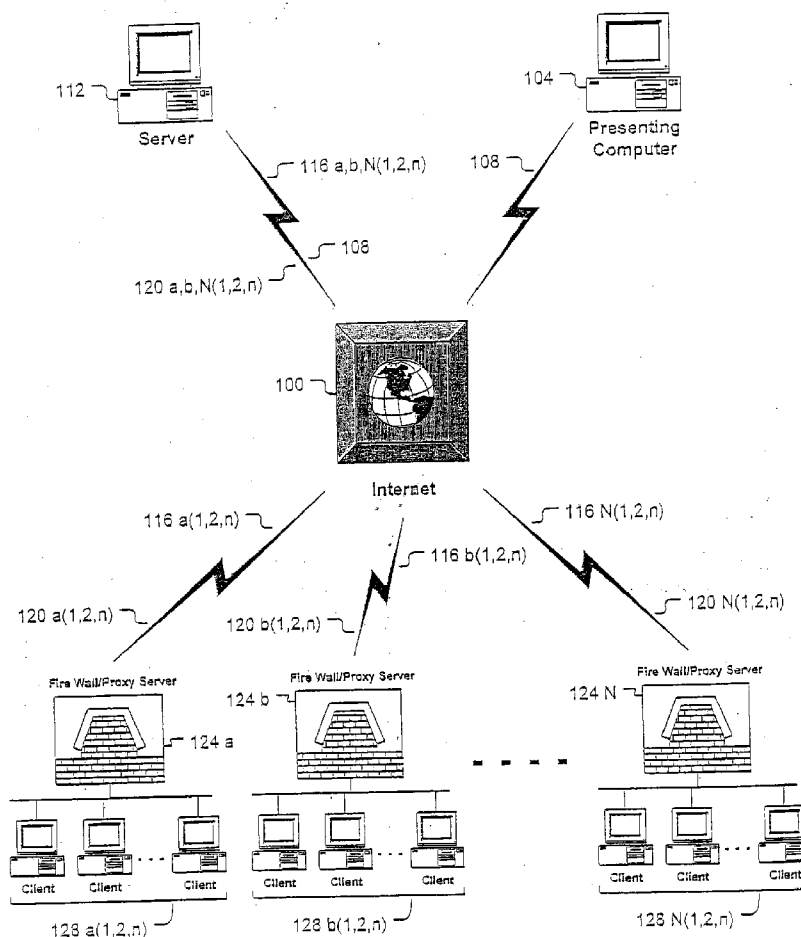 112
Server
104
Presenting
Computer
116 a,b,N(1,2,n)
108
108
120 a,b,N(1,2,n)
100
Internet
116 a(1,2,n)
116 N(1,2,n)
116 b(1,2,n)
120 a(1,2,n)
120 b(1,2,n)
120 N(1,2,n)
Fire Wall/Proxy Server
Fire Wall/Proxy Server
Fire Wall/Proxy Server
124 a
124 b
124 N
Client Client Client
Client Client Client
Client Client Client
128 a(1,2,n)
128 b(1,2,n)
128 N(1,2,n)